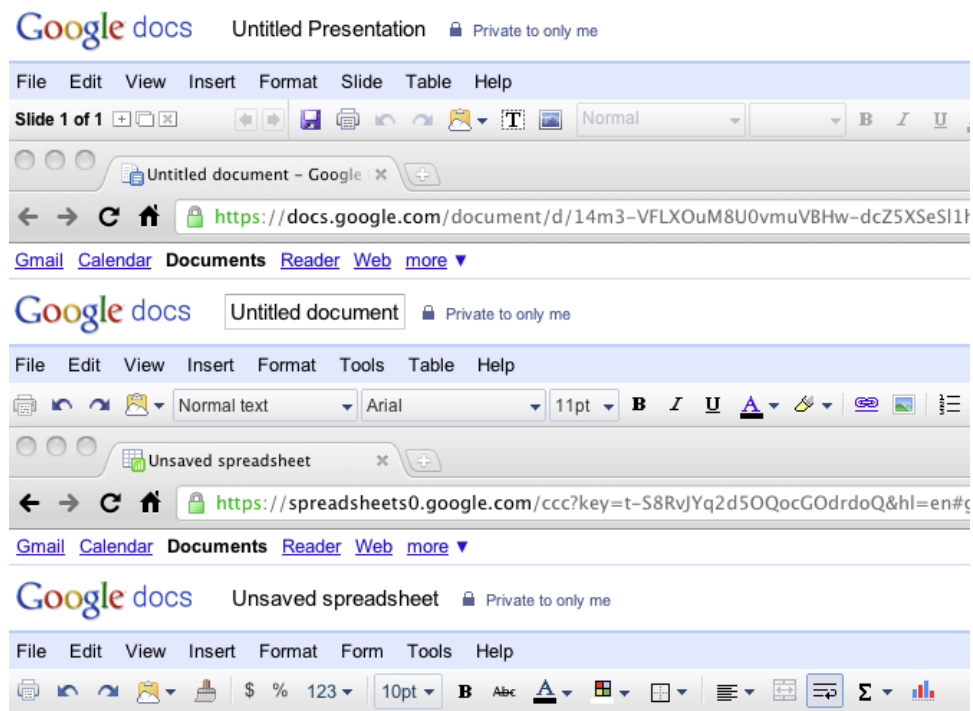 Google docs Untitled Presentation Private to only me
File Edit View Insert Format Slide Table Help
Slide 1 of 1 T Normal B I U
Untitled document – Google
https://docs.google.com/document/d/14m3-VFLXOuM8U0vmuVBHw-dcZ5XSeSl1h
Gmail Calendar Documents Reader Web more ▼
Google docs Untitled document Private to only me
File Edit View Insert Format Tools Table Help
Normal text Arial 11pt B I U A
Unsaved spreadsheet
https://spreadsheets0.google.com/ccc?key=t-S8RvJYq2d5OQocGOdrdoQ&hl=en#g
Gmail Calendar Documents Reader Web more ▼
Google docs Unsaved spreadsheet Private to only me
File Edit View Insert Format Form Tools Help
$ % 123 10pt B Abc A Σ